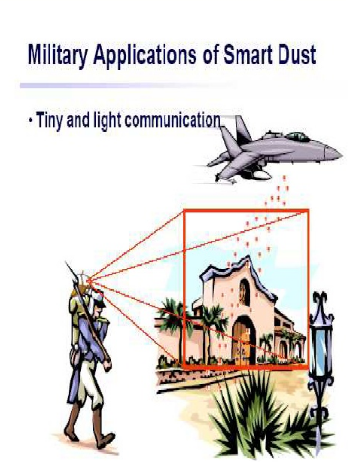 Military Applications of Smart Dust
• Tiny and light communication